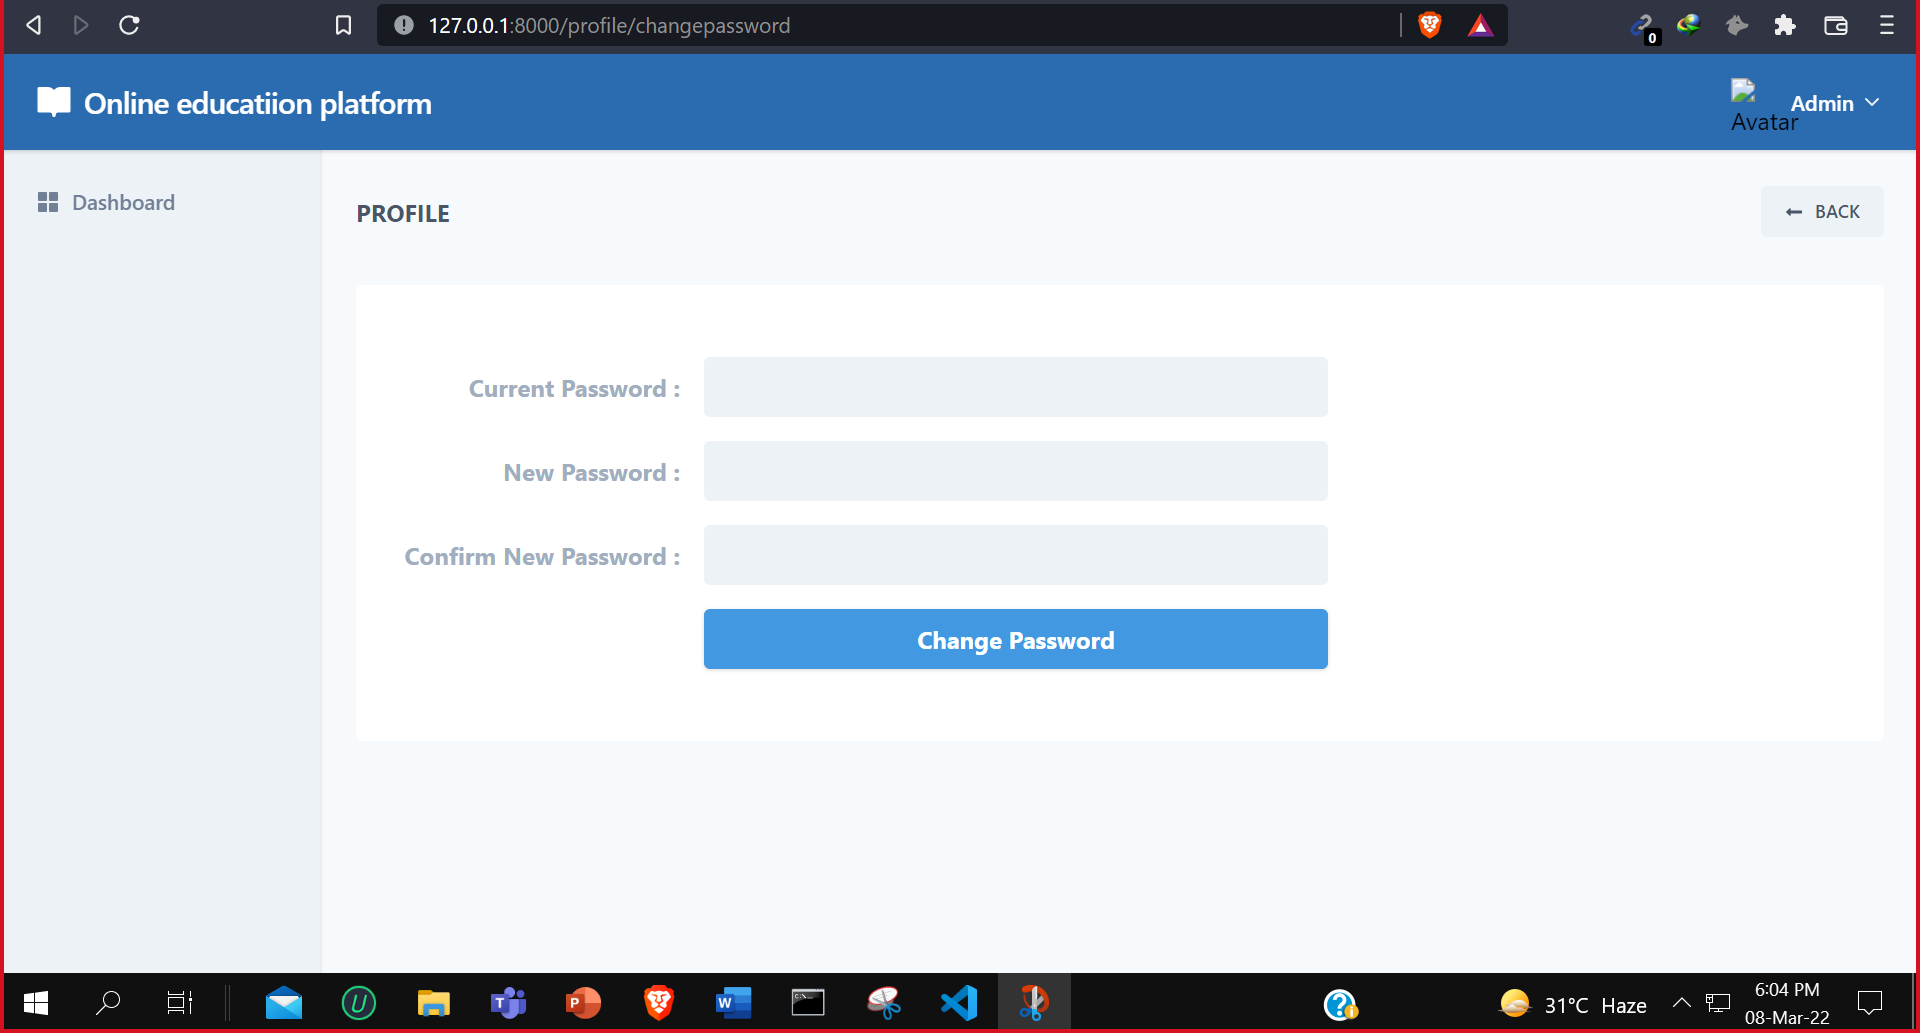 127.0.0.1:8000/profile/changepassword
0
Online educatiion platform
Avatar
Admin
Dashboard
PROFILE
BACK
Current Password :
New Password :
Confirm New Password :
Change Password
31°C Haze
6:04 PM
08-Mar-22